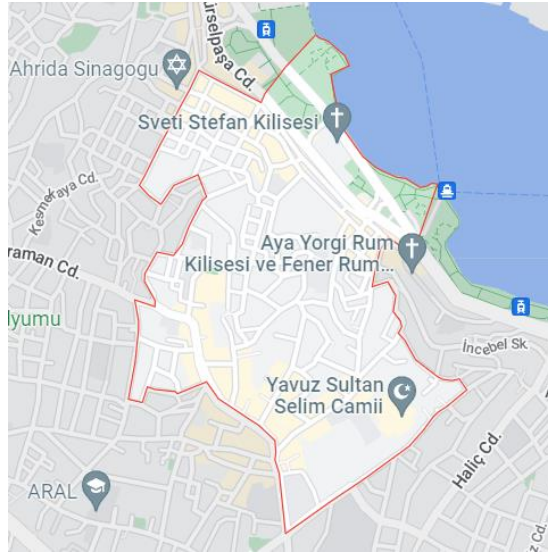 ürselpaşa Cd.
Ahrida Sinagogu
Sveti Stefan Kilisesi
Kesmekaya Cd.
Aya Yorgi Rum
Kilisesi ve Fener Rum...
raman Cd.
lyumu
İncebel Sk
Yavuz Sultan
Selim Camii
Haliç Cd.
ARAL